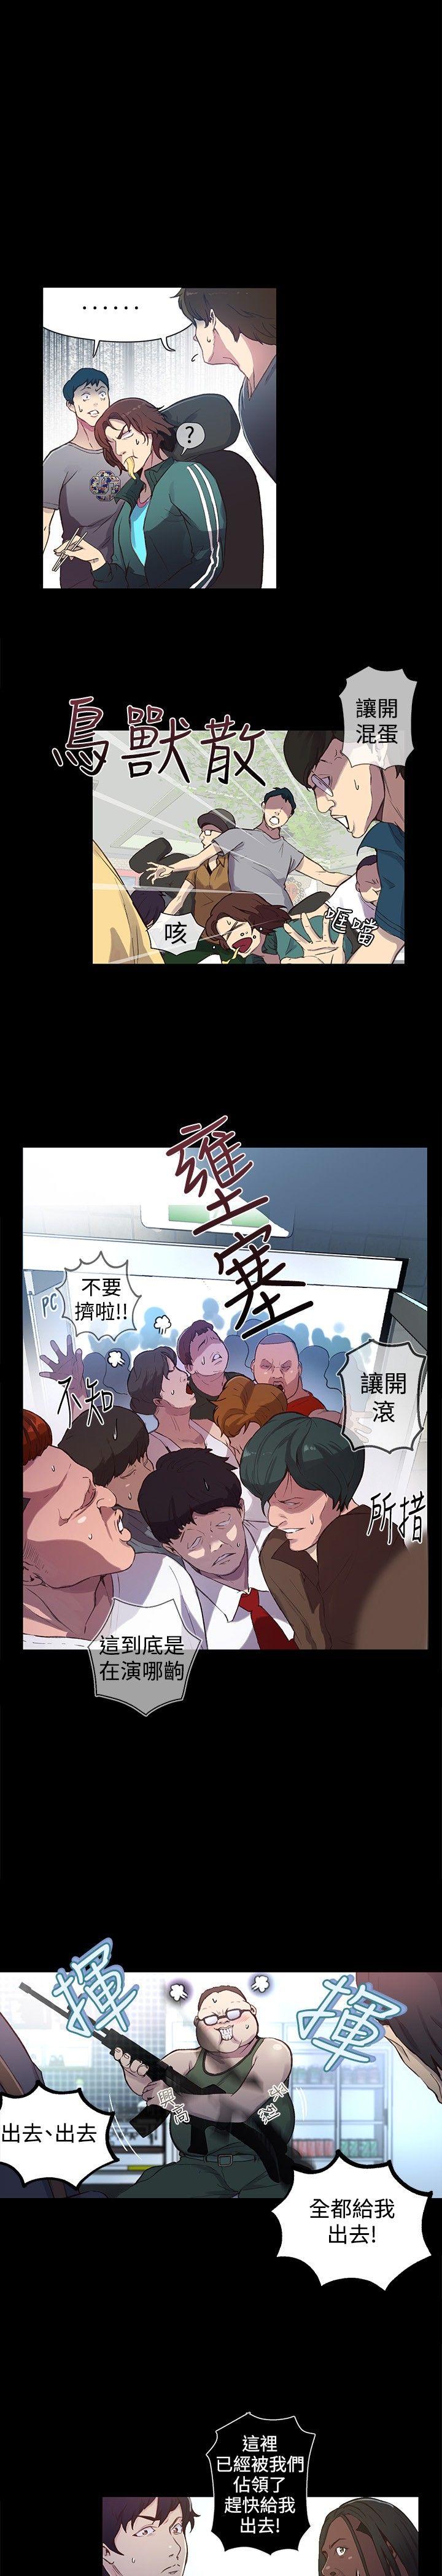 ......
?
讓開
混蛋
鳥獸散
咳
哐噹
雍塞
不要
擠啦!!
PC
不知
讓開
滾
所措
這到底是
在演哪齣
揮
揮
興高
出去、出去
全都給我
出去!
這裡
已經被我們
佔領了
趕快給我
出去!